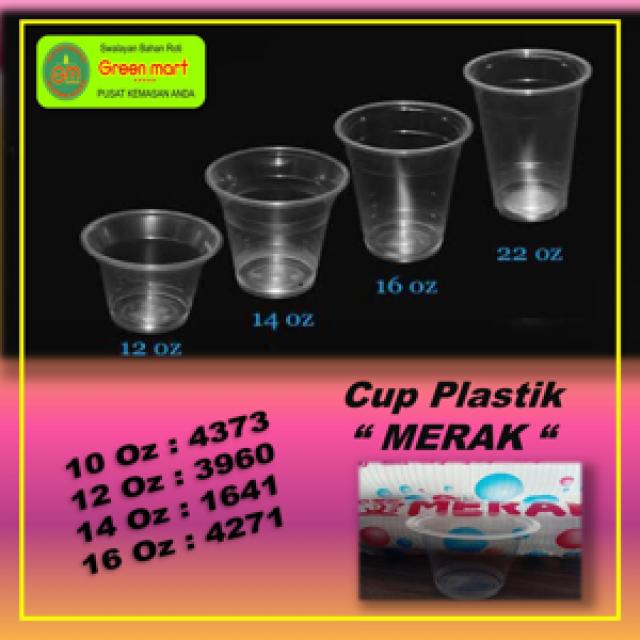 Swalayan Bahan Roti
Green mart
PUSAT KEMASAN ANDA
12 oz
14 oz
16 oz
22 oz
Cup Plastik
“ MERAK “
10 Oz : 4373
12 Oz : 3960
14 Oz : 1641
16 Oz : 4271
MERAK